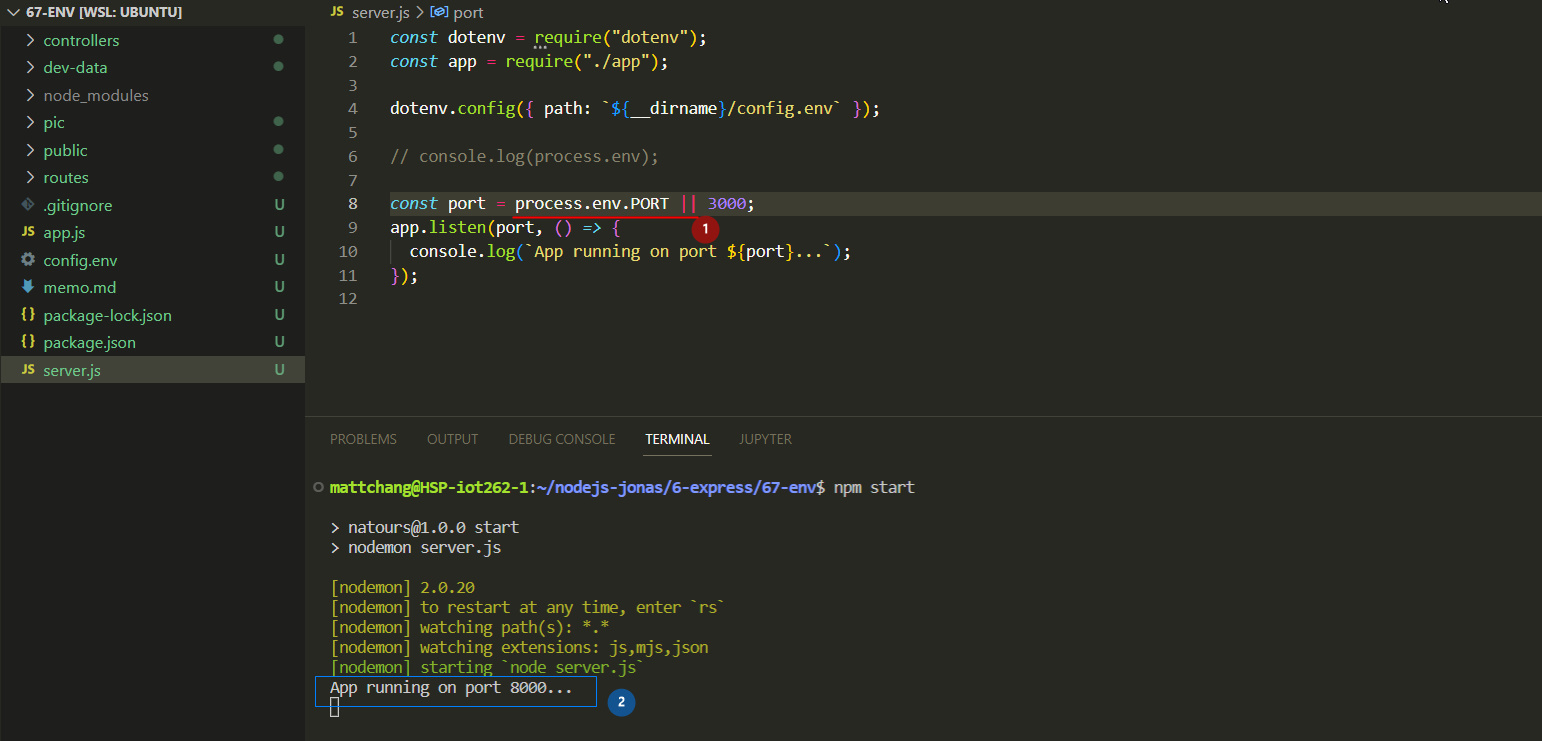 67-ENV [WSL: UBUNTU]
controllers
dev-data
node_modules
pic
public
routes
.gitignore U
JS app.js U
config.env U
memo.md U
{} package-lock.json U
{} package.json U
JS server.js U
JS server.js > port
1 const dotenv = require("dotenv");
2 const app = require("./app");
3
4 dotenv.config({ path: `${__dirname}/config.env` });
5
6 // console.log(process.env);
7
8 const port = process.env.PORT || 3000;
9 app.listen(port, () => {
1
10   console.log(`App running on port ${port}...`);
11 });
12
PROBLEMS OUTPUT DEBUG CONSOLE TERMINAL JUPYTER
mattchang@HSP-iot262-1:~/nodejs-jonas/6-express/67-env$ npm start
> natours@1.0.0 start
> nodemon server.js
[nodemon] 2.0.20
[nodemon] to restart at any time, enter `rs`
[nodemon] watching path(s): *.*
[nodemon] watching extensions: js,mjs,json
[nodemon] starting `node server.js`
App running on port 8000...
2